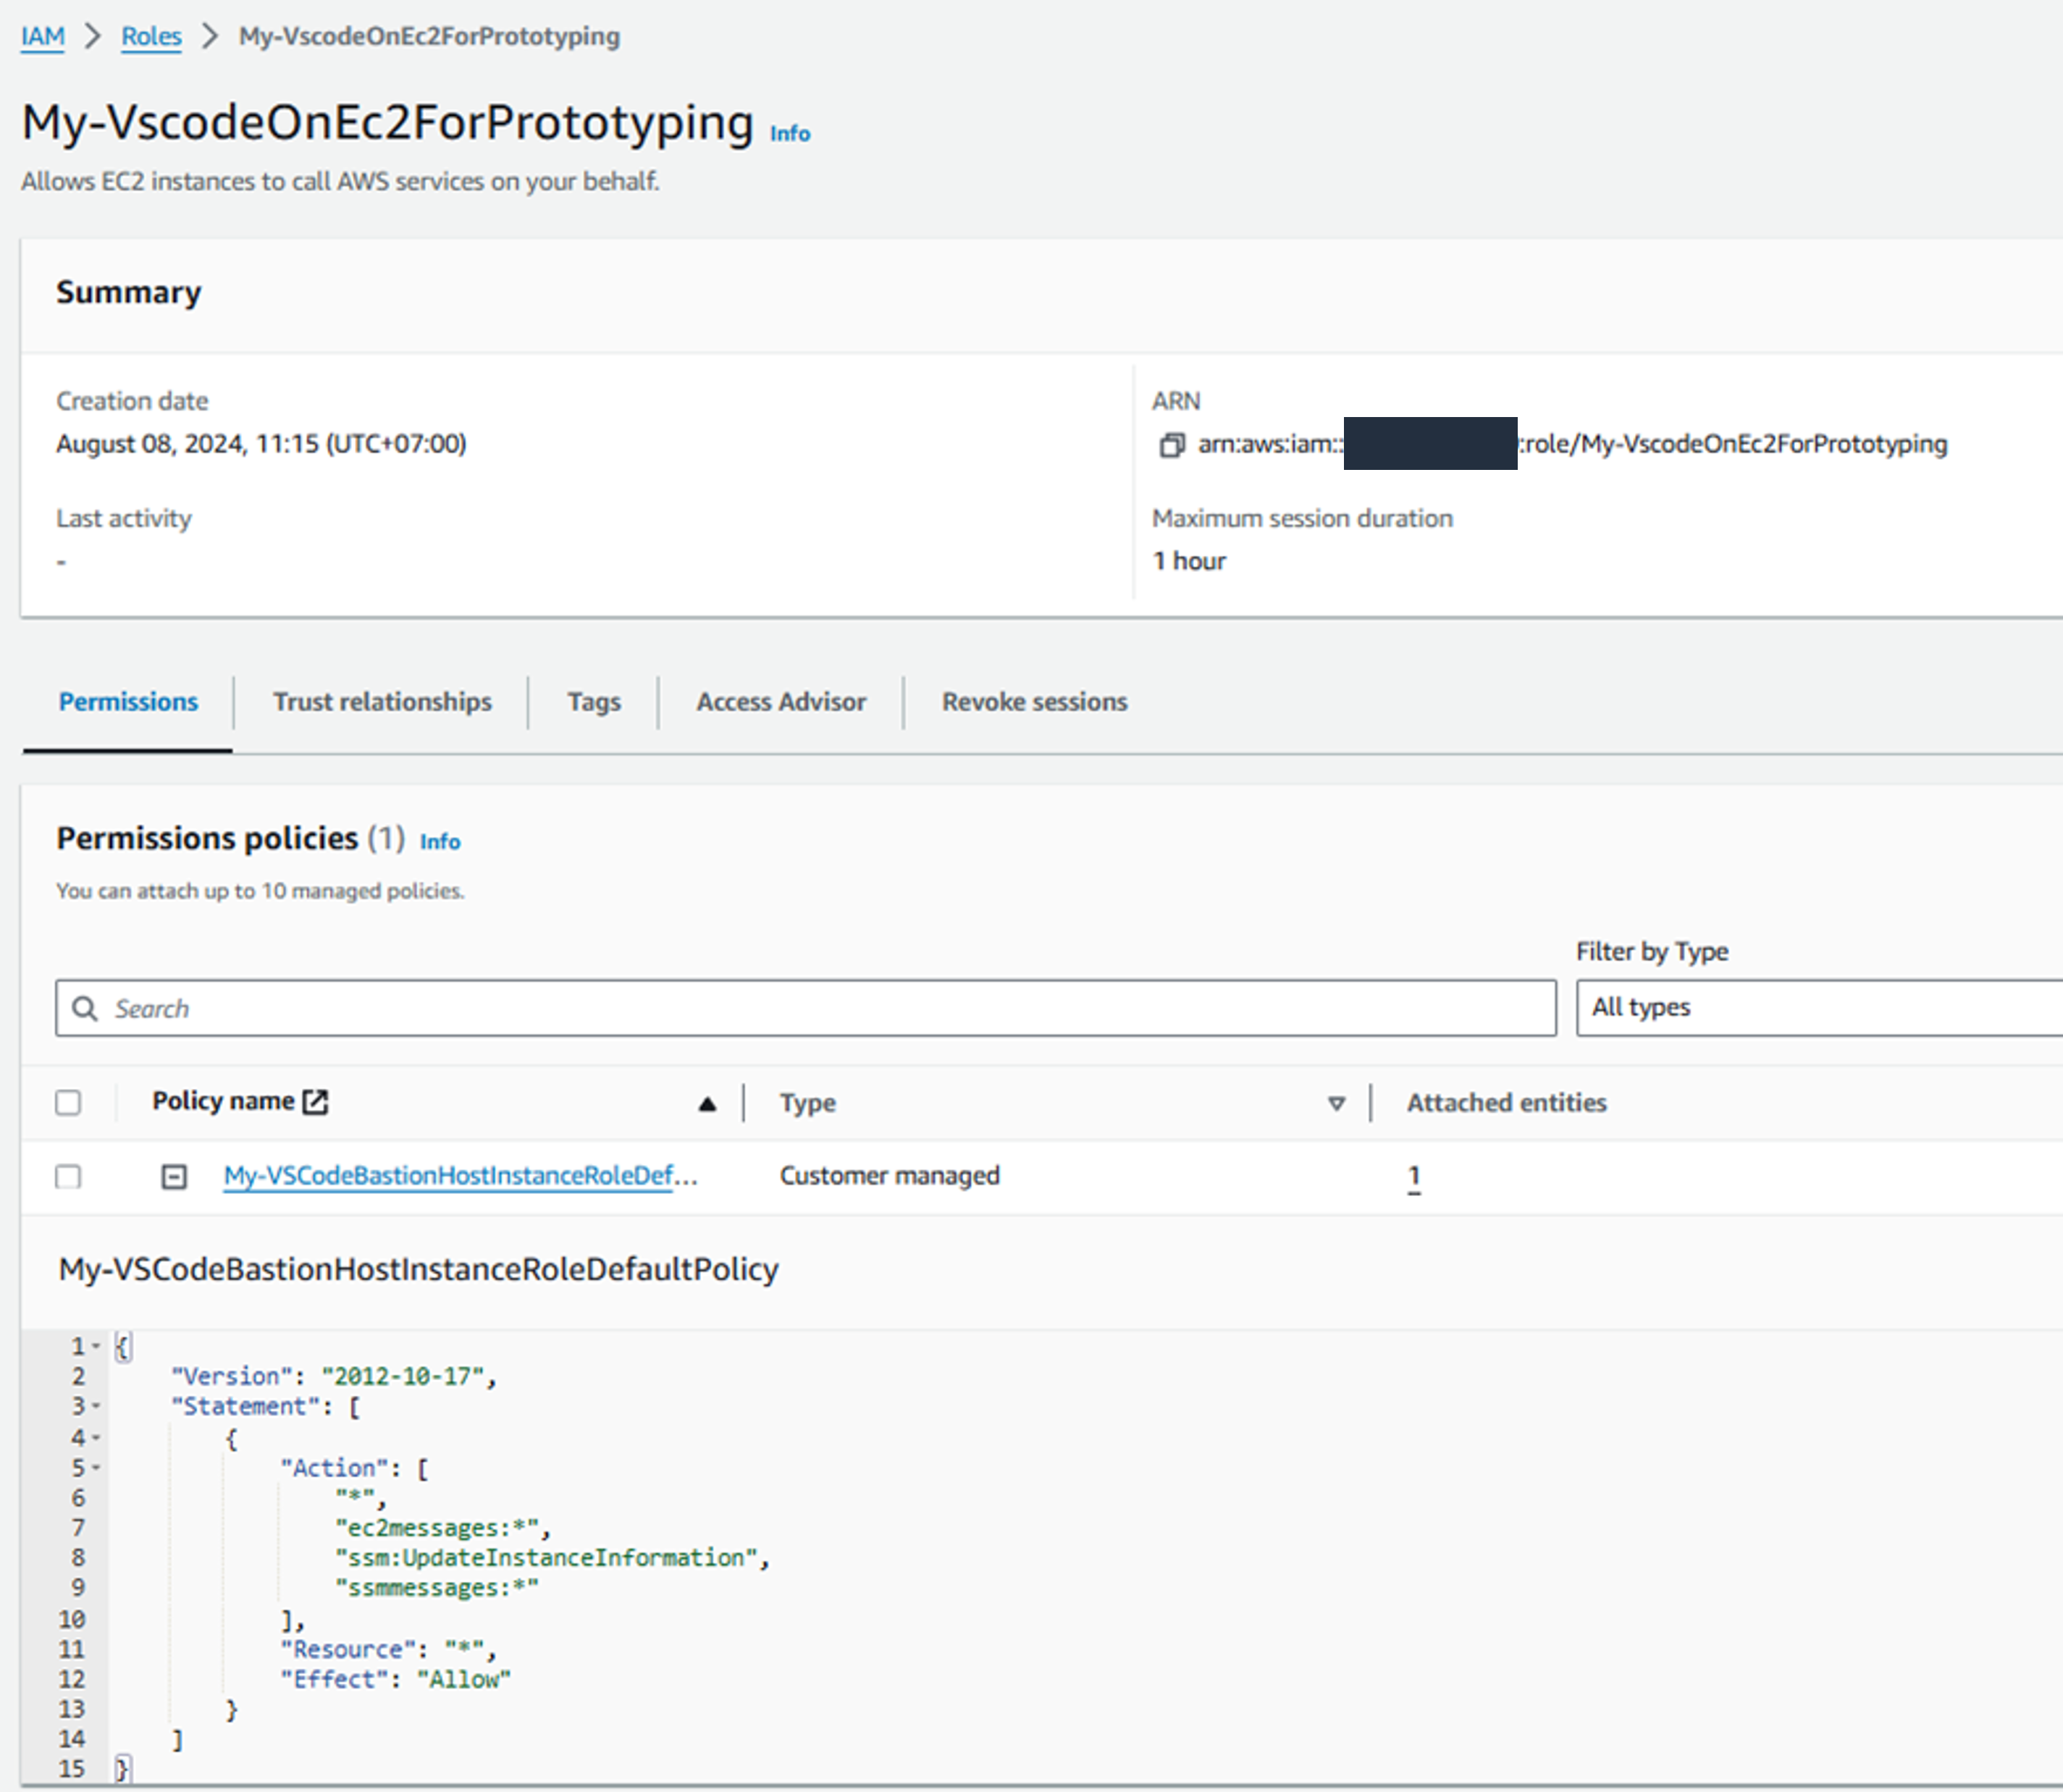 IAM > Roles > My-VscodeOnEc2ForPrototyping
My-VscodeOnEc2ForPrototyping Info
Allows EC2 instances to call AWS services on your behalf.
Summary
Creation date
August 08, 2024, 11:15 (UTC+07:00)
ARN
arn:aws:iam:: :role/My-VscodeOnEc2ForPrototyping
Last activity
-
Maximum session duration
1 hour
Permissions Trust relationships Tags Access Advisor Revoke sessions
Permissions policies (1) Info
You can attach up to 10 managed policies.
Filter by Type
Search All types
Policy name Type Attached entities
My-VSCodeBastionHostInstanceRoleDef... Customer managed 1
My-VSCodeBastionHostInstanceRoleDefaultPolicy
1 {
2 "Version": "2012-10-17",
3 "Statement": [
4 {
5 "Action": [
6 "*",
7 "ec2messages:*",
8 "ssm:UpdateInstanceInformation",
9 "ssmmessages:*"
10 ],
11 "Resource": "*",
12 "Effect": "Allow"
13 }
14 ]
15 }